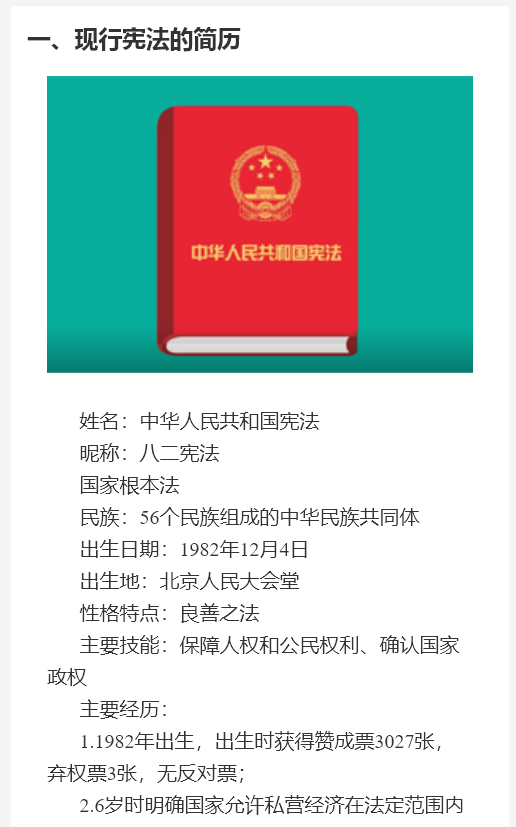 一、现行宪法的简历
中华人民共和国宪法
姓名：中华人民共和国宪法
昵称：八二宪法
国家根本法
民族：56个民族组成的中华民族共同体
出生日期：1982年12月4日
出生地：北京人民大会堂
性格特点：良善之法
主要技能：保障人权和公民权利、确认国家
政权
主要经历：
1.1982年出生，出生时获得赞成票3027张，
弃权票3张，无反对票；
2.6岁时明确国家允许私营经济在法定范围内